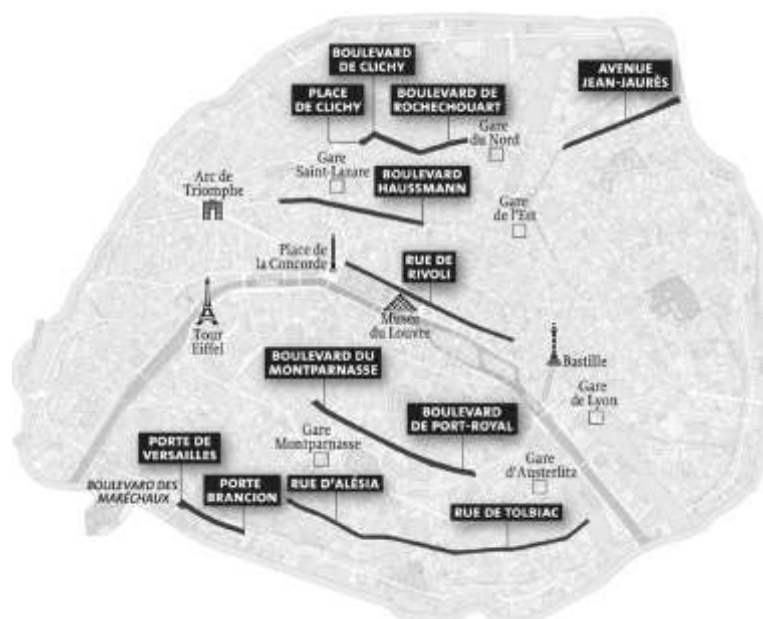 BOULEVARD
DE CLICHY
AVENUE
JEAN-JAURÈS
PLACE
DE CLICHY
BOULEVARD DE
ROCHECHOUART
Gare
du Nord
Gare
Saint-Lazare
BOULEVARD
HAUSSMANN
Arc de
Triomphe
Gare
de l'Est
Place de
la Concorde
RUE DE
RIVOLI
Musée
du Louvre
Tour
Eiffel
Bastille
BOULEVARD DU
MONTPARNASSE
Gare
de Lyon
BOULEVARD
DE PORT-ROYAL
Gare
Montparnasse
PORTE DE
VERSAILLES
Gare
d'Austerlitz
BOULEVARD DES
MARÉCHAUX
PORTE
BRANCION
RUE D'ALÉSIA
RUE DE TOLBIAC